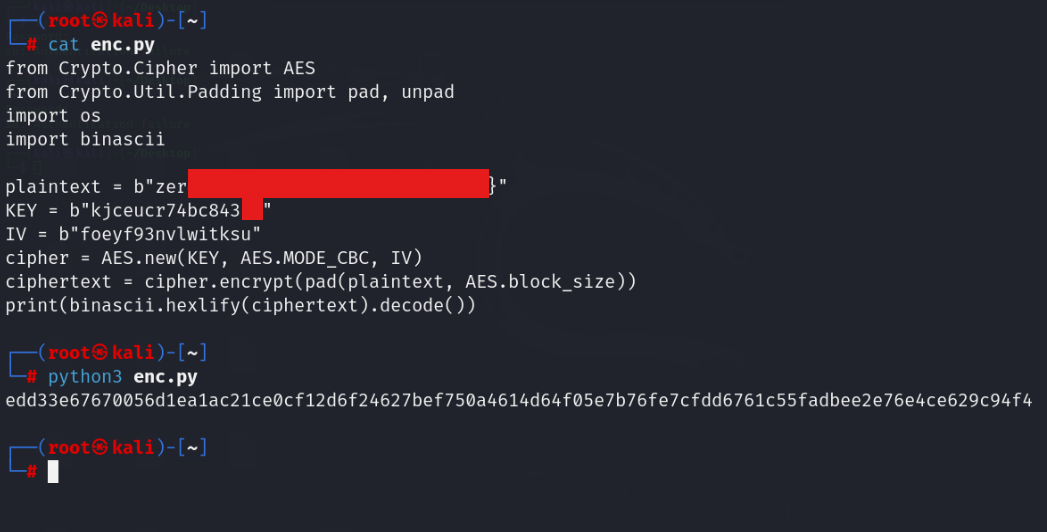 ┌──(root㉿kali)-[~]
└─# cat enc.py
from Crypto.Cipher import AES
from Crypto.Util.Padding import pad, unpad
import os
import binascii
plaintext = b"zer}"
KEY = b"kjceucr74bc843"
IV = b"foeyf93nvlwitksu"
cipher = AES.new(KEY, AES.MODE_CBC, IV)
ciphertext = cipher.encrypt(pad(plaintext, AES.block_size))
print(binascii.hexlify(ciphertext).decode())
┌──(root㉿kali)-[~]
└─# python3 enc.py
edd33e67670056d1ea1ac21ce0cf12d6f24627bef750a4614d64f05e7b76fe7cfdd6761c55fadbee2e76e4ce629c94f4
┌──(root㉿kali)-[~]
└─#